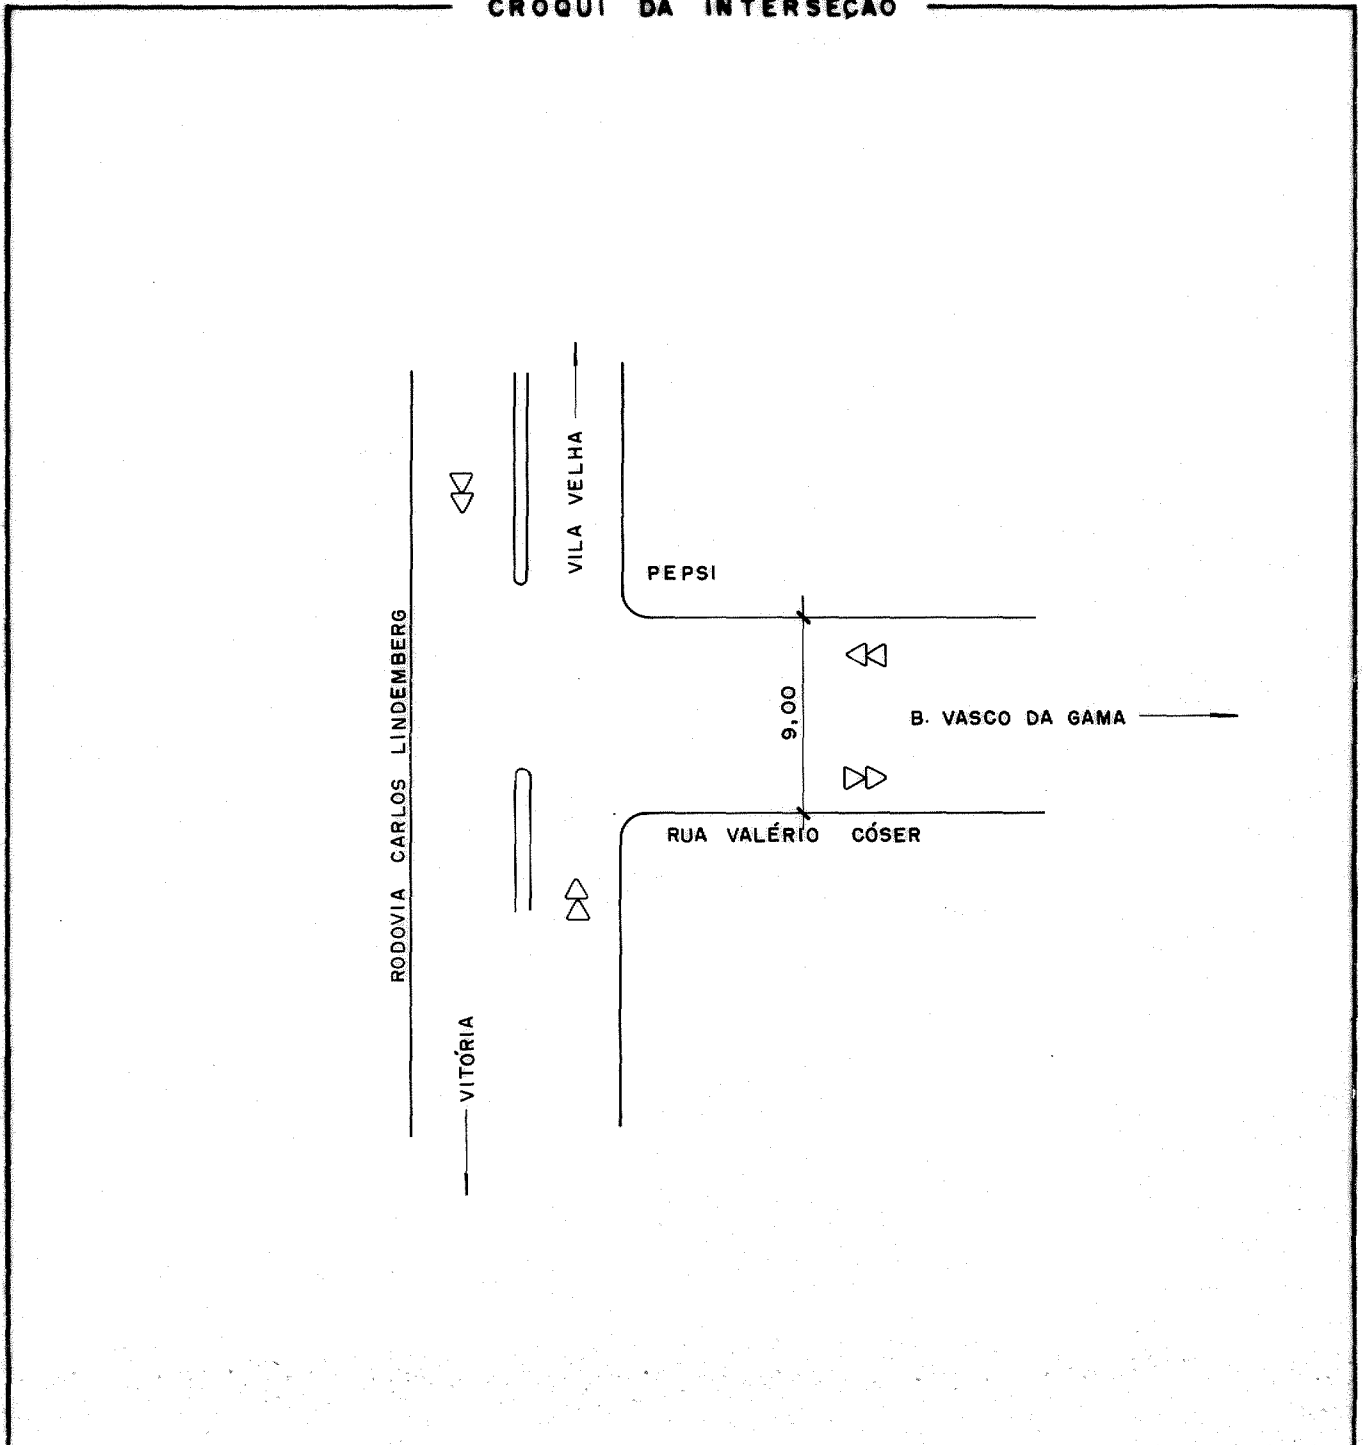 CROQUI DA INTERSEÇÃO
VILA VELHA
PEPSI
RODOVIA CARLOS LINDEMBERG
9,00
B. VASCO DA GAMA
RUA VALÉRIO CÓSER
VITÓRIA